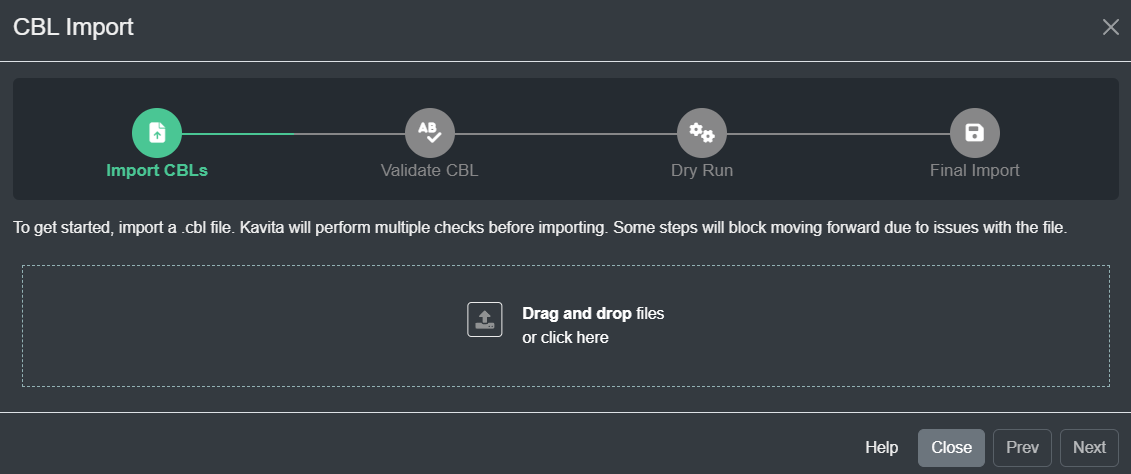 CBL Import
AB
Import CBLs
Validate CBL
Dry Run
Final Import
To get started, import a .cbl file. Kavita will perform multiple checks before importing. Some steps will block moving forward due to issues with the file.
Drag and drop files
or click here
Help
Close
Prev
Next